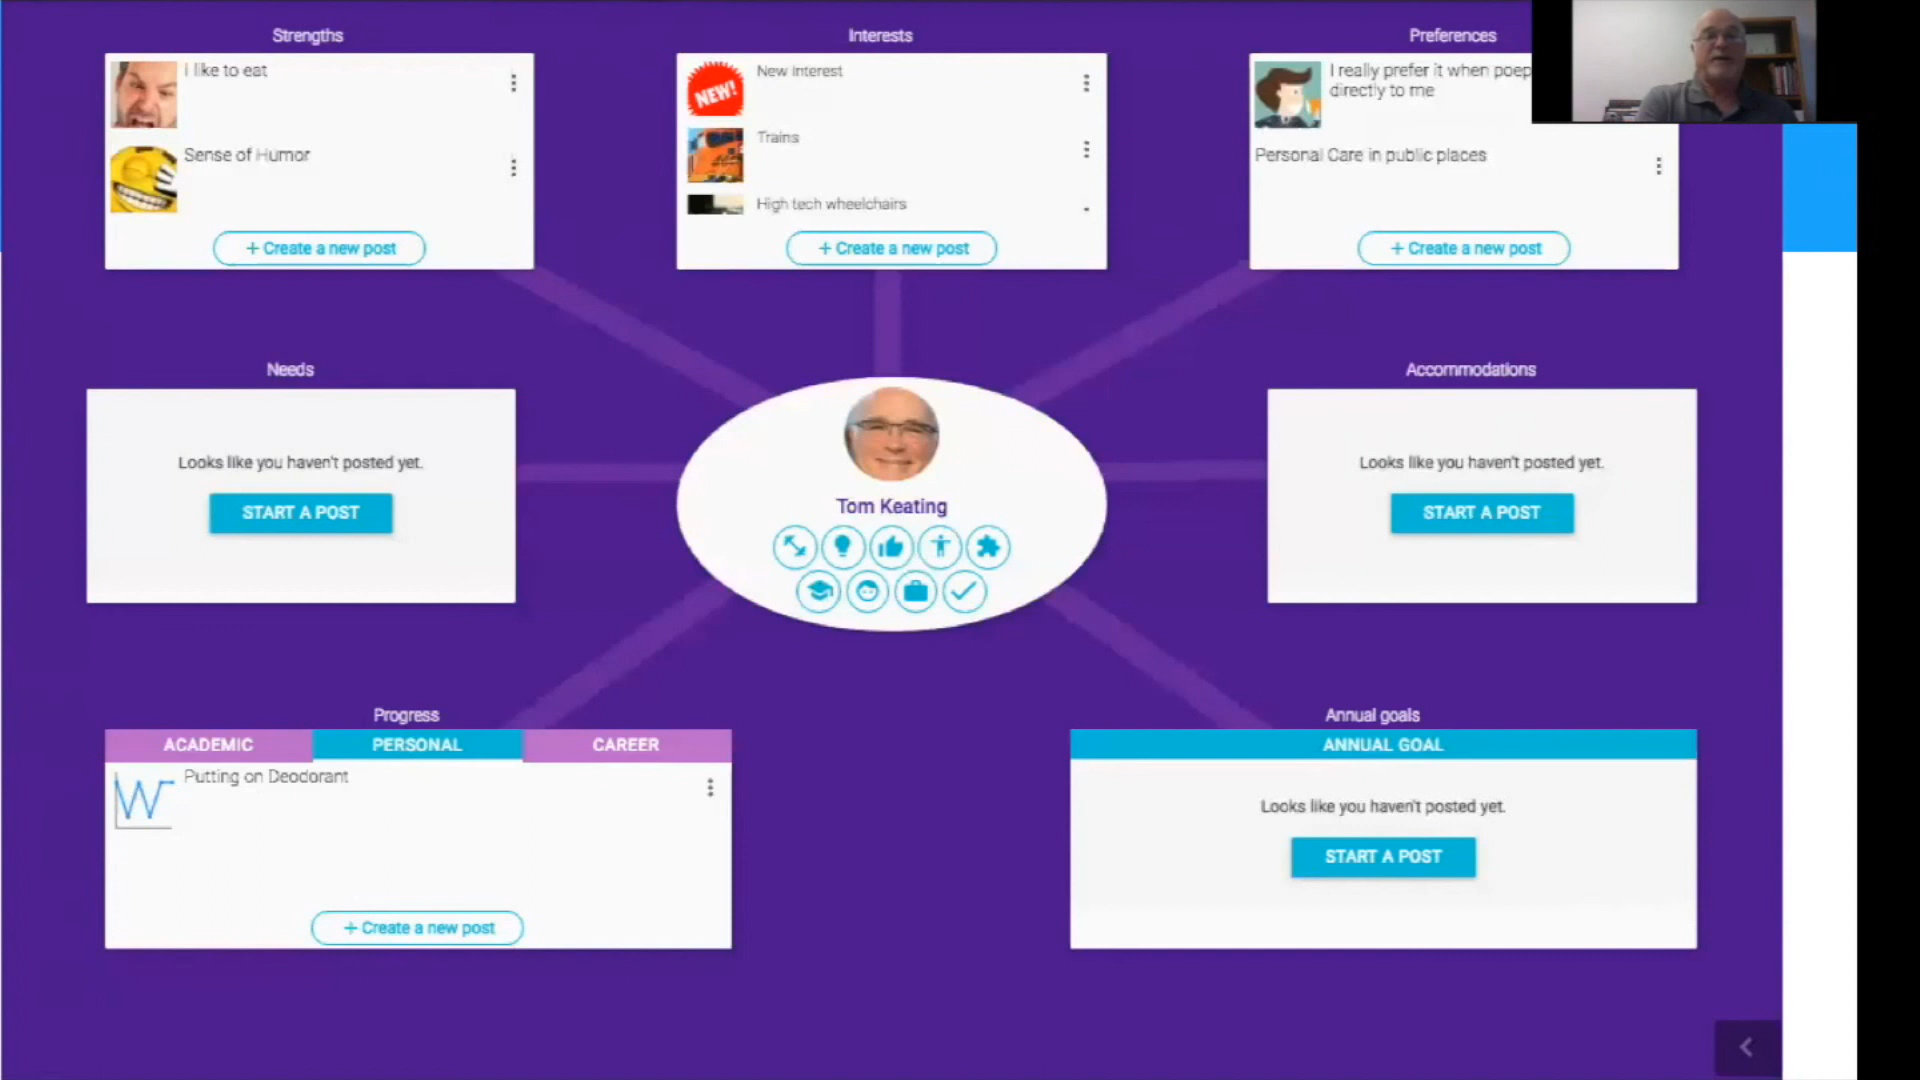 Strengths
I like to eat
Sense of Humor
+ Create a new post
Interests
NEW!
New Interest
Trains
High tech wheelchairs
+ Create a new post
Preferences
I really prefer it when poep
directly to me
Personal Care in public places
+ Create a new post
Needs
Looks like you haven't posted yet.
START A POST
Tom Keating
Accommodations
Looks like you haven't posted yet.
START A POST
Progress
ACADEMIC
PERSONAL
CAREER
Putting on Deodorant
+ Create a new post
Annual goals
ANNUAL GOAL
Looks like you haven't posted yet.
START A POST